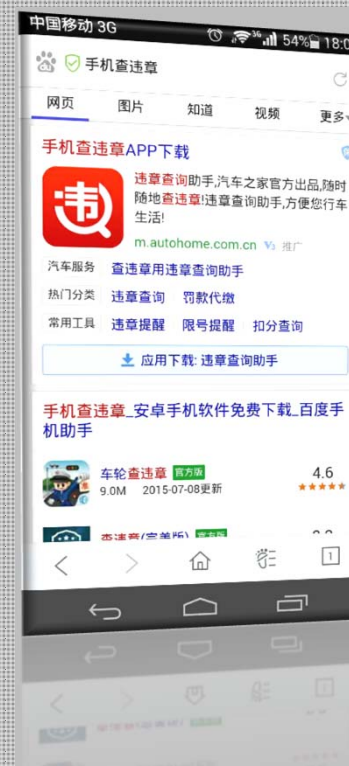 中国移动 3G
3G 54% 18:0
手机查违章
网页 图片 知道 视频 更多
手机查违章APP下载
违
违章查询助手,汽车之家官方出品,随时
随地查违章!违章查询助手,方便您行车
生活!
m.autohome.com.cn V3 推广
汽车服务 查违章用违章查询助手
热门分类 违章查询 罚款代缴
常用工具 违章提醒 限号提醒 扣分查询
应用下载: 违章查询助手
手机查违章_安卓手机软件免费下载_百度手
机助手
车轮查违章 官方版 4.6
9.0M 2015-07-08更新
查违章(完美版) 官方版
1